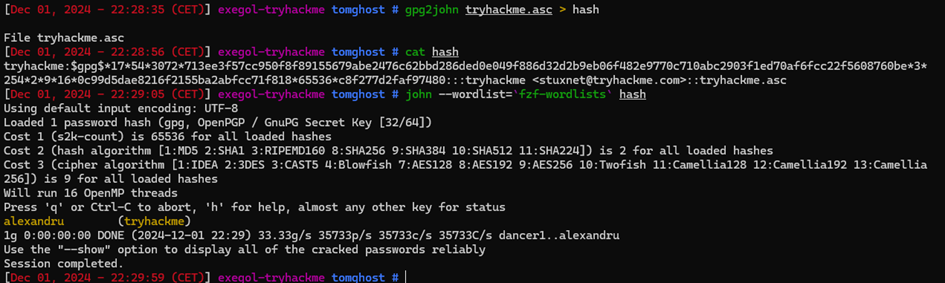 [Dec 01, 2024 - 22:28:35 (CET)] exegol-tryhackme tomghost # gpg2john tryhackme.asc > hash
File tryhackme.asc
[Dec 01, 2024 - 22:28:56 (CET)] exegol-tryhackme tomghost # cat hash
tryhackme:$gpg$*17*54*3072*713ee3f57cc950f8f89155679abe2476c62bbd286ded0e049f886d32d2b9eb06f482e9770c710abc2903f1ed70af6fcc22f5608760be*3*
254*2*9*16*0c99d5dae8216f2155ba2abfcc71f818*65536*c8f277d2faf97480:::tryhackme <stuxnet@tryhackme.com>::tryhackme.asc
[Dec 01, 2024 - 22:29:05 (CET)] exegol-tryhackme tomghost # john --wordlist=`fzf-wordlists` hash
Using default input encoding: UTF-8
Loaded 1 password hash (gpg, OpenPGP / GnuPG Secret Key [32/64])
Cost 1 (s2k-count) is 65536 for all loaded hashes
Cost 2 (hash algorithm [1:MD5 2:SHA1 3:RIPEMD160 8:SHA256 9:SHA384 10:SHA512 11:SHA224]) is 2 for all loaded hashes
Cost 3 (cipher algorithm [1:IDEA 2:3DES 3:CAST5 4:Blowfish 7:AES128 8:AES192 9:AES256 10:Twofish 11:Camellia128 12:Camellia192 13:Camellia
256]) is 9 for all loaded hashes
Will run 16 OpenMP threads
Press 'q' or Ctrl-C to abort, 'h' for help, almost any other key for status
alexandru        (tryhackme)
1g 0:00:00:00 DONE (2024-12-01 22:29) 33.33g/s 35733p/s 35733c/s 35733C/s dancer1..alexandru
Use the "--show" option to display all of the cracked passwords reliably
Session completed.
[Dec 01, 2024 - 22:29:59 (CET)] exegol-tryhackme tomghost #